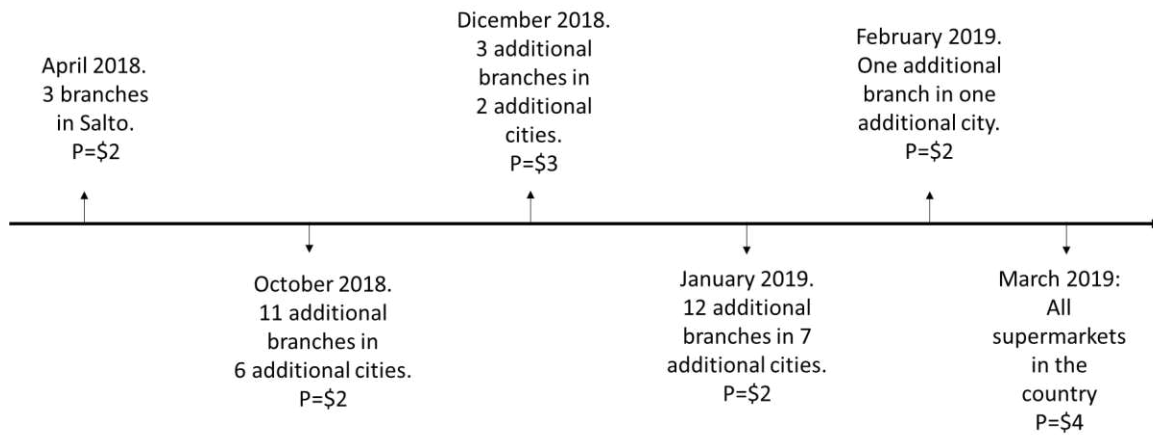 April 2018.
3 branches
in Salto.
P=$2
October 2018.
11 additional
branches in
6 additional cities.
P=$2
Dicember 2018.
3 additional
branches in
2 additional
cities.
P=$3
January 2019.
12 additional
branches in 7
additional cities.
P=$2
February 2019.
One additional
branch in one
additional city.
P=$2
March 2019:
All
supermarkets
in the
country
P=$4